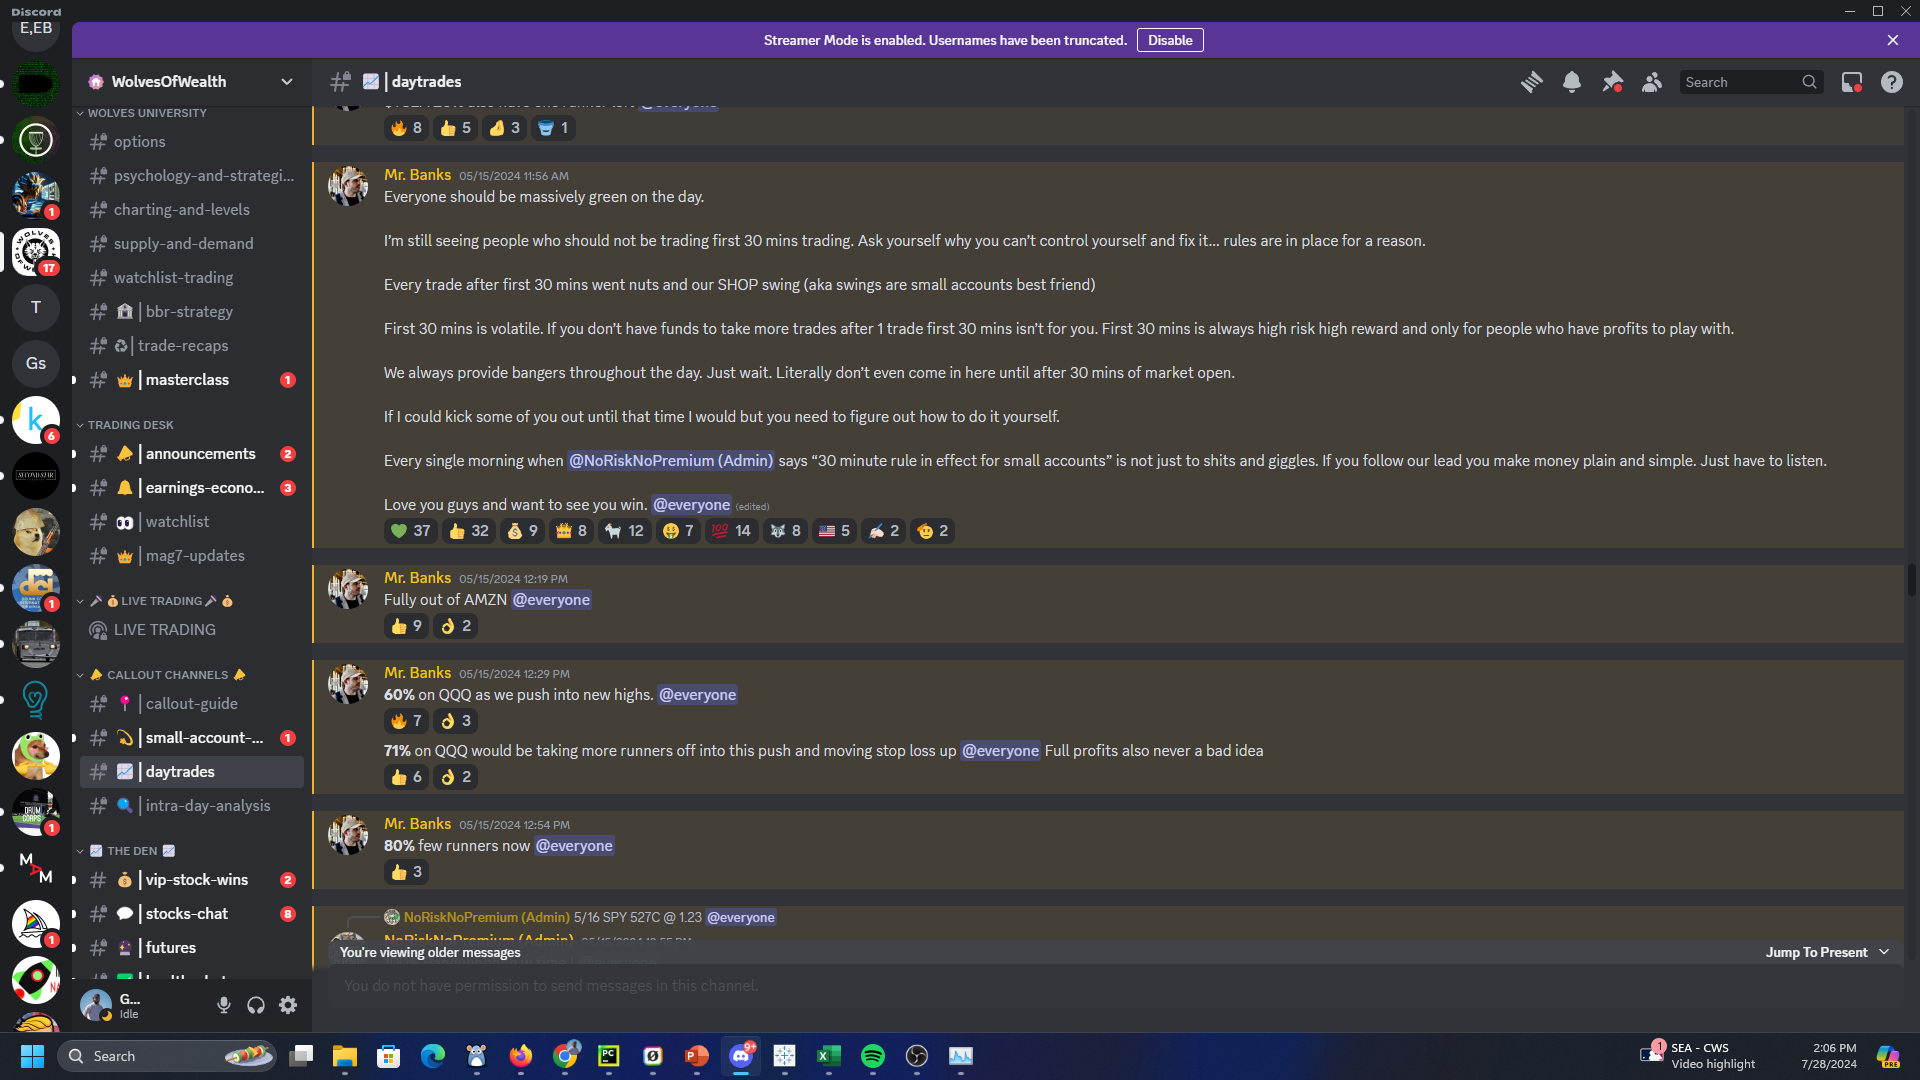 Discord
E,EB
Streamer Mode is enabled. Usernames have been truncated. Disable
WolvesOfWealth
| daytrades
Search
WOLVES UNIVERSITY
options
psychology-and-strategi...
charting-and-levels
supply-and-demand
watchlist-trading
| bbr-strategy
| trade-recaps
| masterclass 1
TRADING DESK
| announcements 2
| earnings-econo... 3
| watchlist
| mag7-updates
LIVE TRADING
LIVE TRADING
CALLOUT CHANNELS
| callout-guide
| small-account-... 1
| daytrades
| intra-day-analysis
THE DEN
| vip-stock-wins 2
| stocks-chat 8
| futures
1
17
T
Gs
k
6
SECOND STAR
dci
1
DRUM CORPS
1
M A M
1
G...
Idle
8 5 3 1
Mr. Banks 05/15/2024 11:56 AM
Everyone should be massively green on the day.
I'm still seeing people who should not be trading first 30 mins trading. Ask yourself why you can't control yourself and fix it... rules are in place for a reason.
Every trade after first 30 mins went nuts and our SHOP swing (aka swings are small accounts best friend)
First 30 mins is volatile. If you don't have funds to take more trades after 1 trade first 30 mins isn't for you. First 30 mins is always high risk high reward and only for people who have profits to play with.
We always provide bangers throughout the day. Just wait. Literally don't even come in here until after 30 mins of market open.
If I could kick some of you out until that time I would but you need to figure out how to do it yourself.
Every single morning when @NoRiskNoPremium (Admin) says “30 minute rule in effect for small accounts” is not just to shits and giggles. If you follow our lead you make money plain and simple. Just have to listen.
Love you guys and want to see you win. @everyone (edited)
37 32 9 8 12 7 100 14 8 5 2 2
Mr. Banks 05/15/2024 12:19 PM
Fully out of AMZN @everyone
9 2
Mr. Banks 05/15/2024 12:29 PM
60% on QQQ as we push into new highs. @everyone
7 3
71% on QQQ would be taking more runners off into this push and moving stop loss up @everyone Full profits also never a bad idea
6 2
Mr. Banks 05/15/2024 12:54 PM
80% few runners now @everyone
3
NoRiskNoPremium (Admin) 5/16 SPY 527C @ 1.23 @everyone
NoRiskNoPremium (Admin)
You're viewing older messages Jump To Present
You do not have permission to send messages in this channel.
Search
PC
9+
1
SEA - CWS
Video highlight
2:06 PM
7/28/2024
PRE